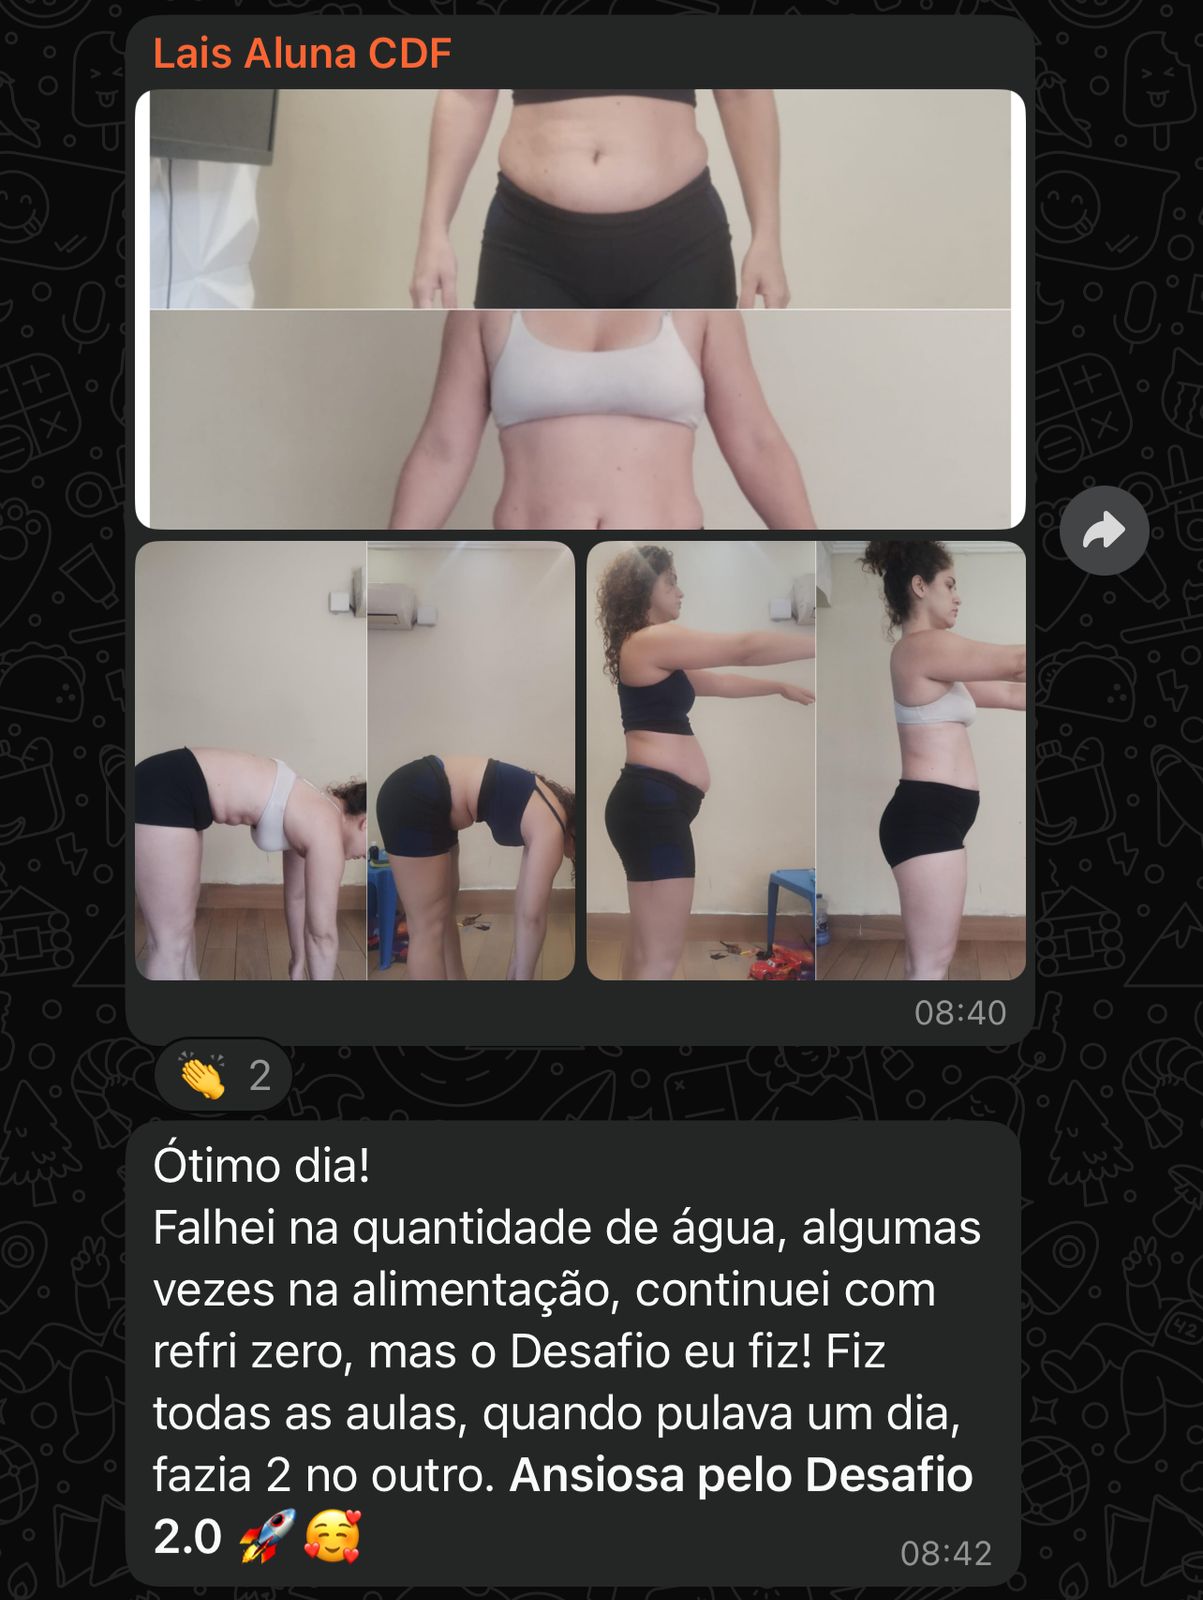 Lais Aluna CDF
08:40
👏 2
Ótimo dia!
Falhei na quantidade de água, algumas
vezes na alimentação, continuei com
refri zero, mas o Desafio eu fiz! Fiz
todas as aulas, quando pulava um dia,
fazia 2 no outro. Ansiosa pelo Desafio
2.0 🚀🥰
08:42